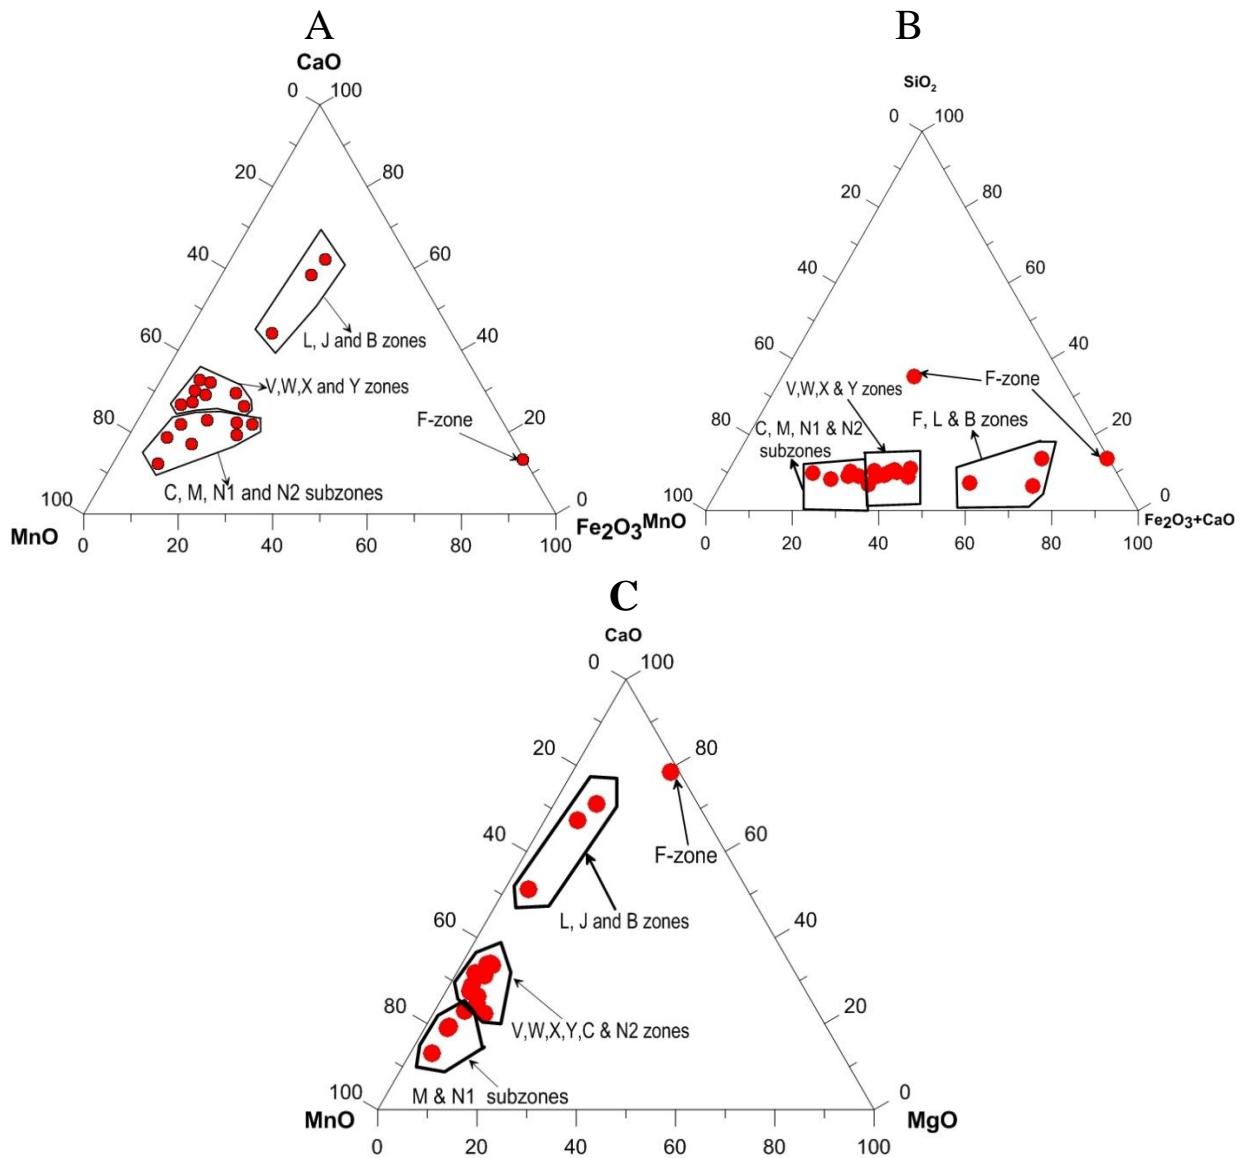 A
CaO
0 100
20 80
40 60
L, J and B zones
60 40
V,W,X and Y zones
80 20
F-zone
C, M, N1 and N2 subzones
100 0
MnO Fe₂O₃
0 20 40 60 80 100
B
SiO₂
0 100
20 80
40 60
60 40
F-zone
V,W,X & Y zones
F, L & B zones
C, M, N1 & N2
subzones
80 20
100 0
MnO Fe₂O₃+CaO
0 20 40 60 80 100
C
CaO
0 100
20 80
40 60
F-zone
L, J and B zones
60 40
80 20
V,W,X,Y,C & N2 zones
M & N1 subzones
100 0
MnO MgO
0 20 40 60 80 100